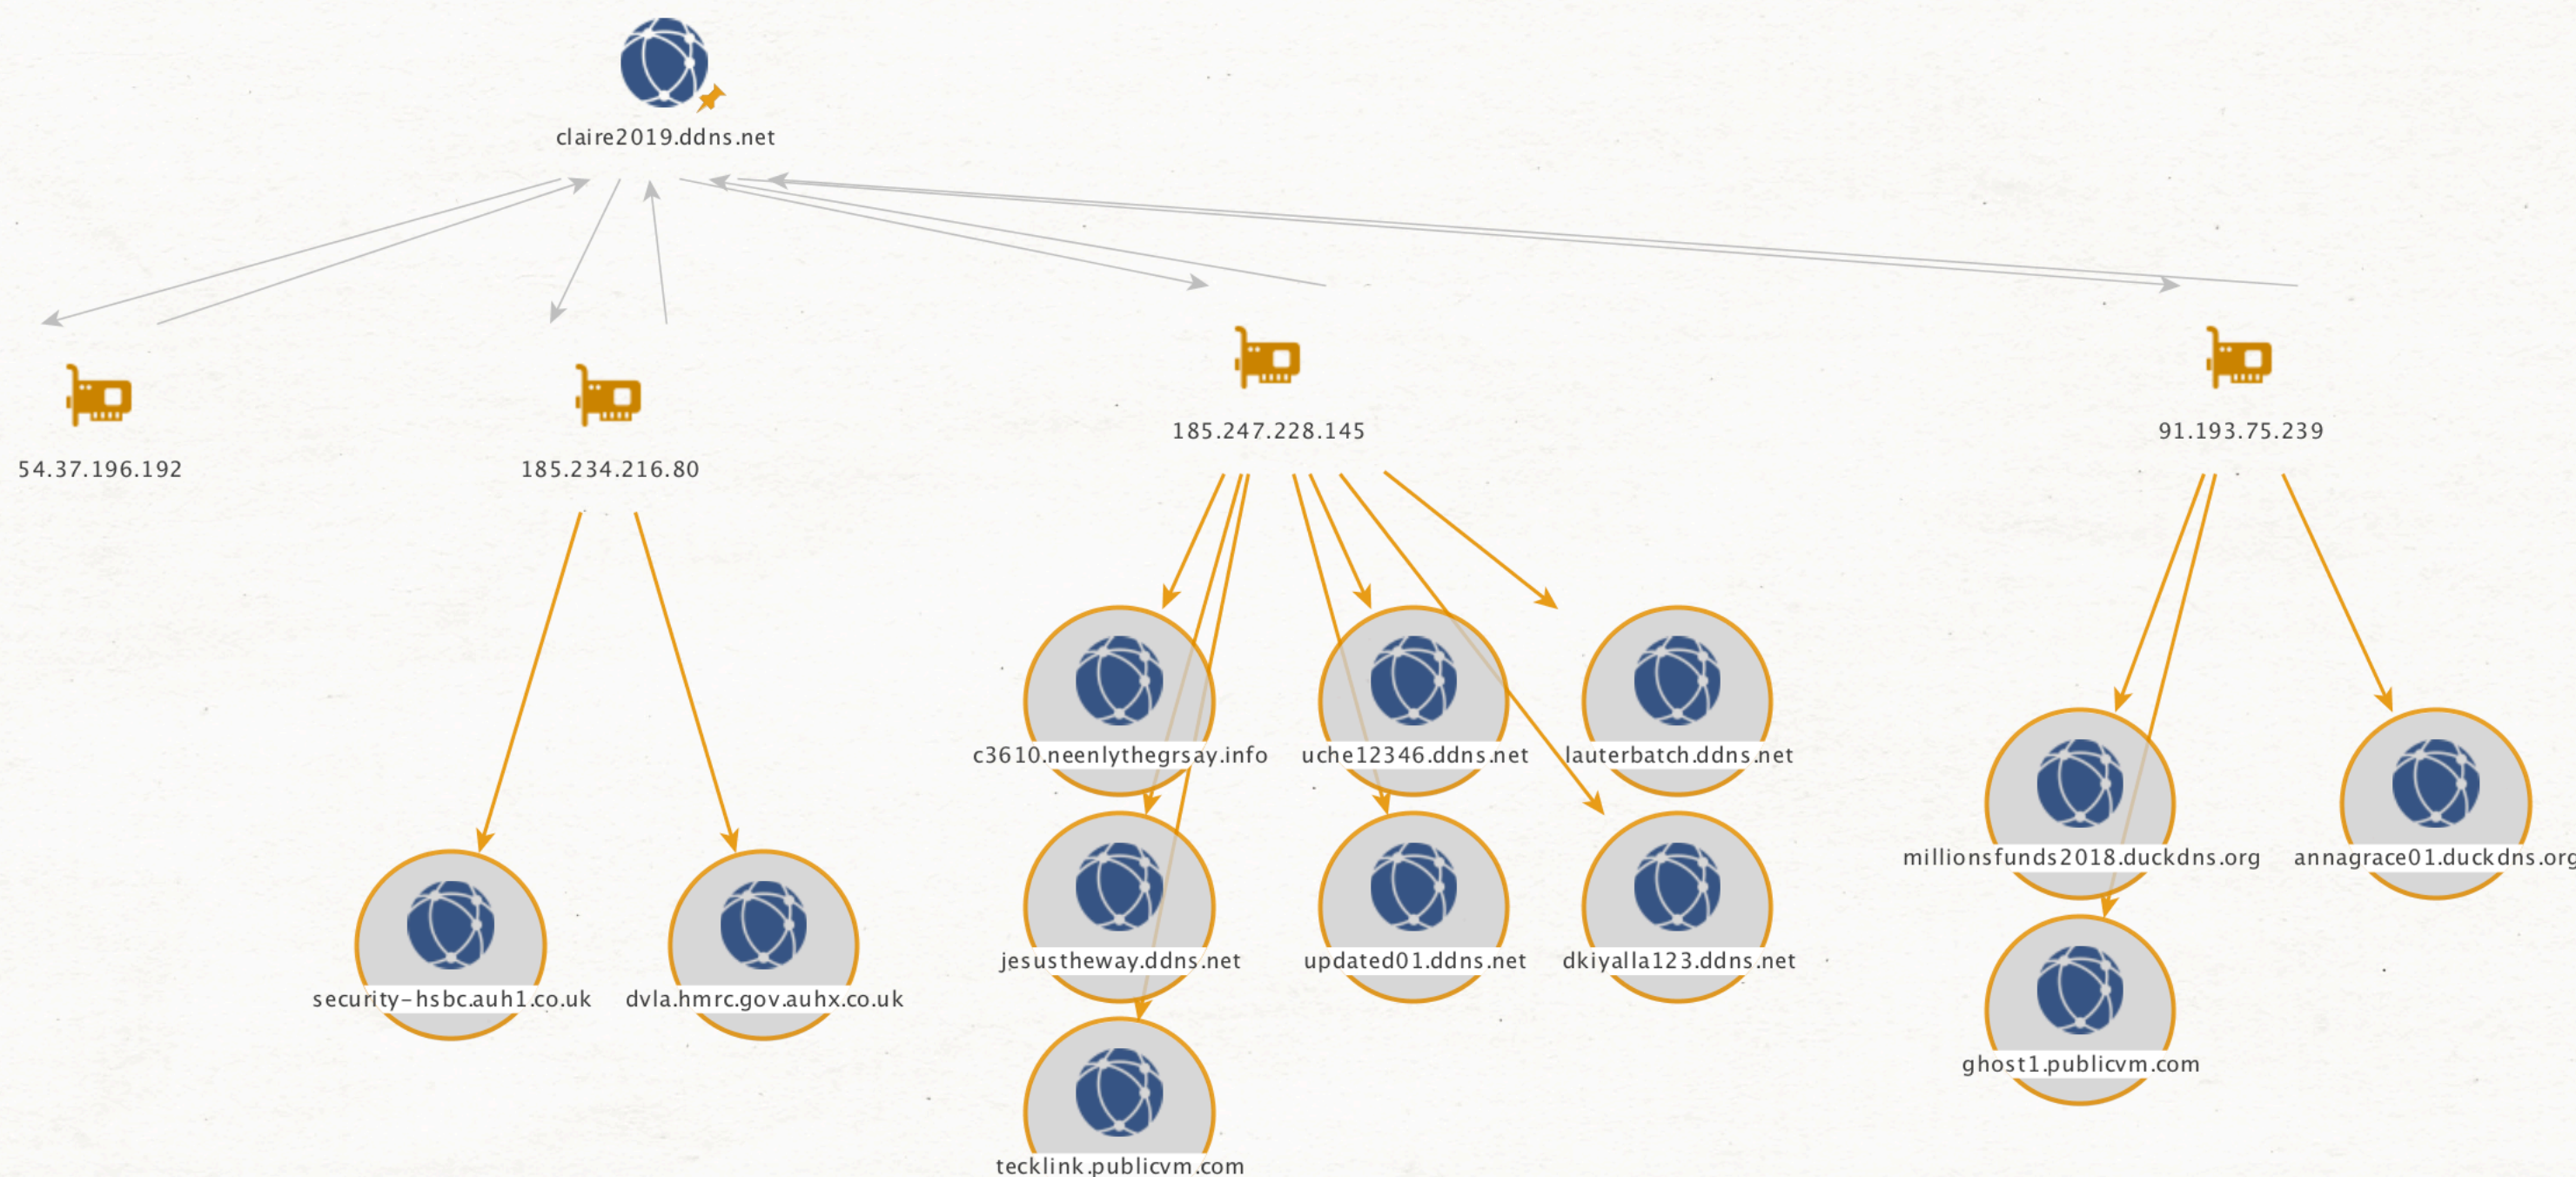 claire2019.ddns.net
54.37.196.192
185.234.216.80
185.247.228.145
91.193.75.239
c3610.neenlythegrsay.info
uche12346.ddns.net
lauterbatch.ddns.net
millionsfunds2018.duckdns.org
annagrace01.duckdns.org
security-hsbc.auh1.co.uk
dvla.hmrc.gov.auhx.co.uk
jesustheway.ddns.net
updated01.ddns.net
dkiyalla123.ddns.net
ghost1.publicvm.com
tecklink.publicvm.com